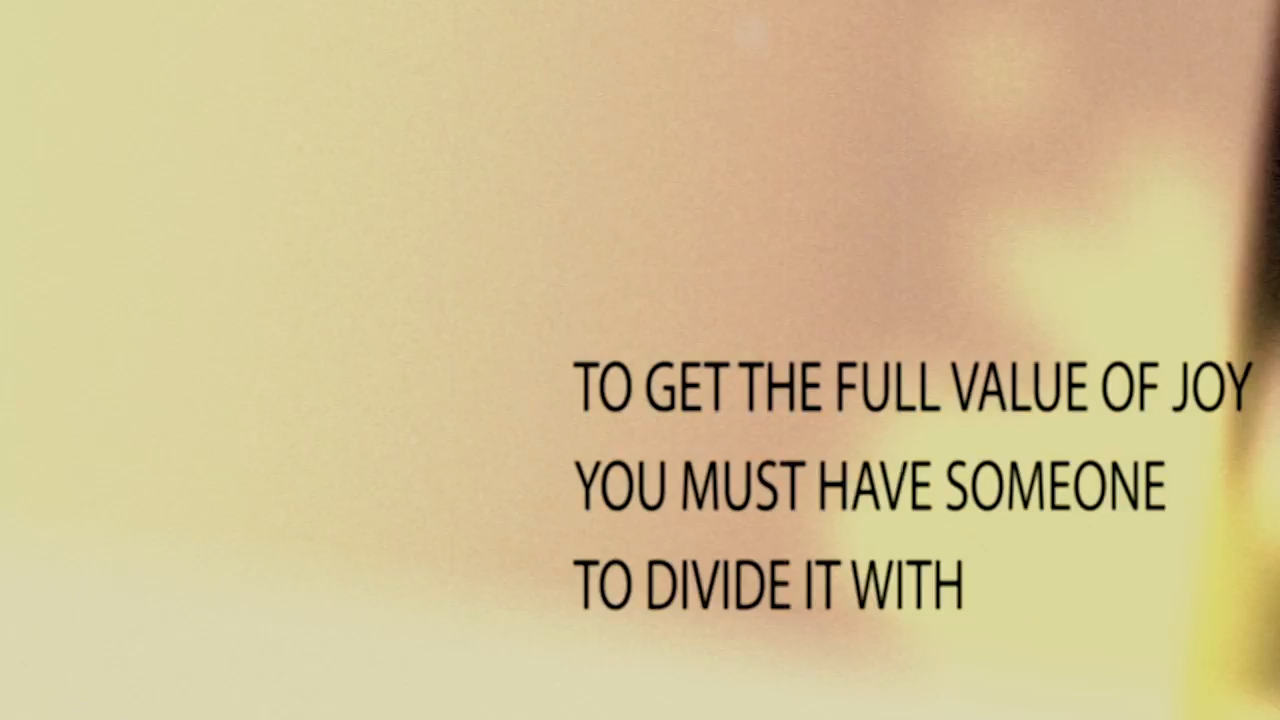 TO GET THE FULL VALUE OF JOY
YOU MUST HAVE SOMEONE
TO DIVIDE IT WITH